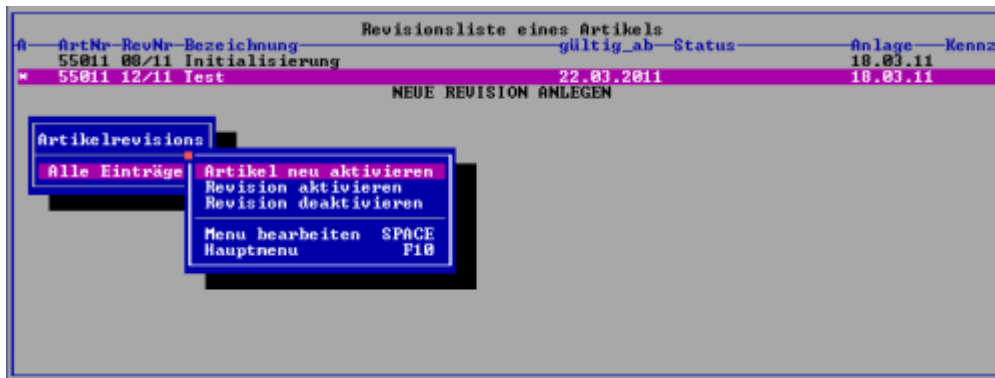 Revisionsliste eines Artikels
A ArtNr RevNr Bezeichnung gültig_ab Status Anlage Kennz
55011 08/11 Initialisierung 18.03.11
* 55011 12/11 Test 22.03.2011 18.03.11
NEUE REVISION ANLEGEN
Artikelrevisions
Alle Einträge
Artikel neu aktivieren
Revision aktivieren
Revision deaktivieren
Menu bearbeiten SPACE
Hauptmenu F10